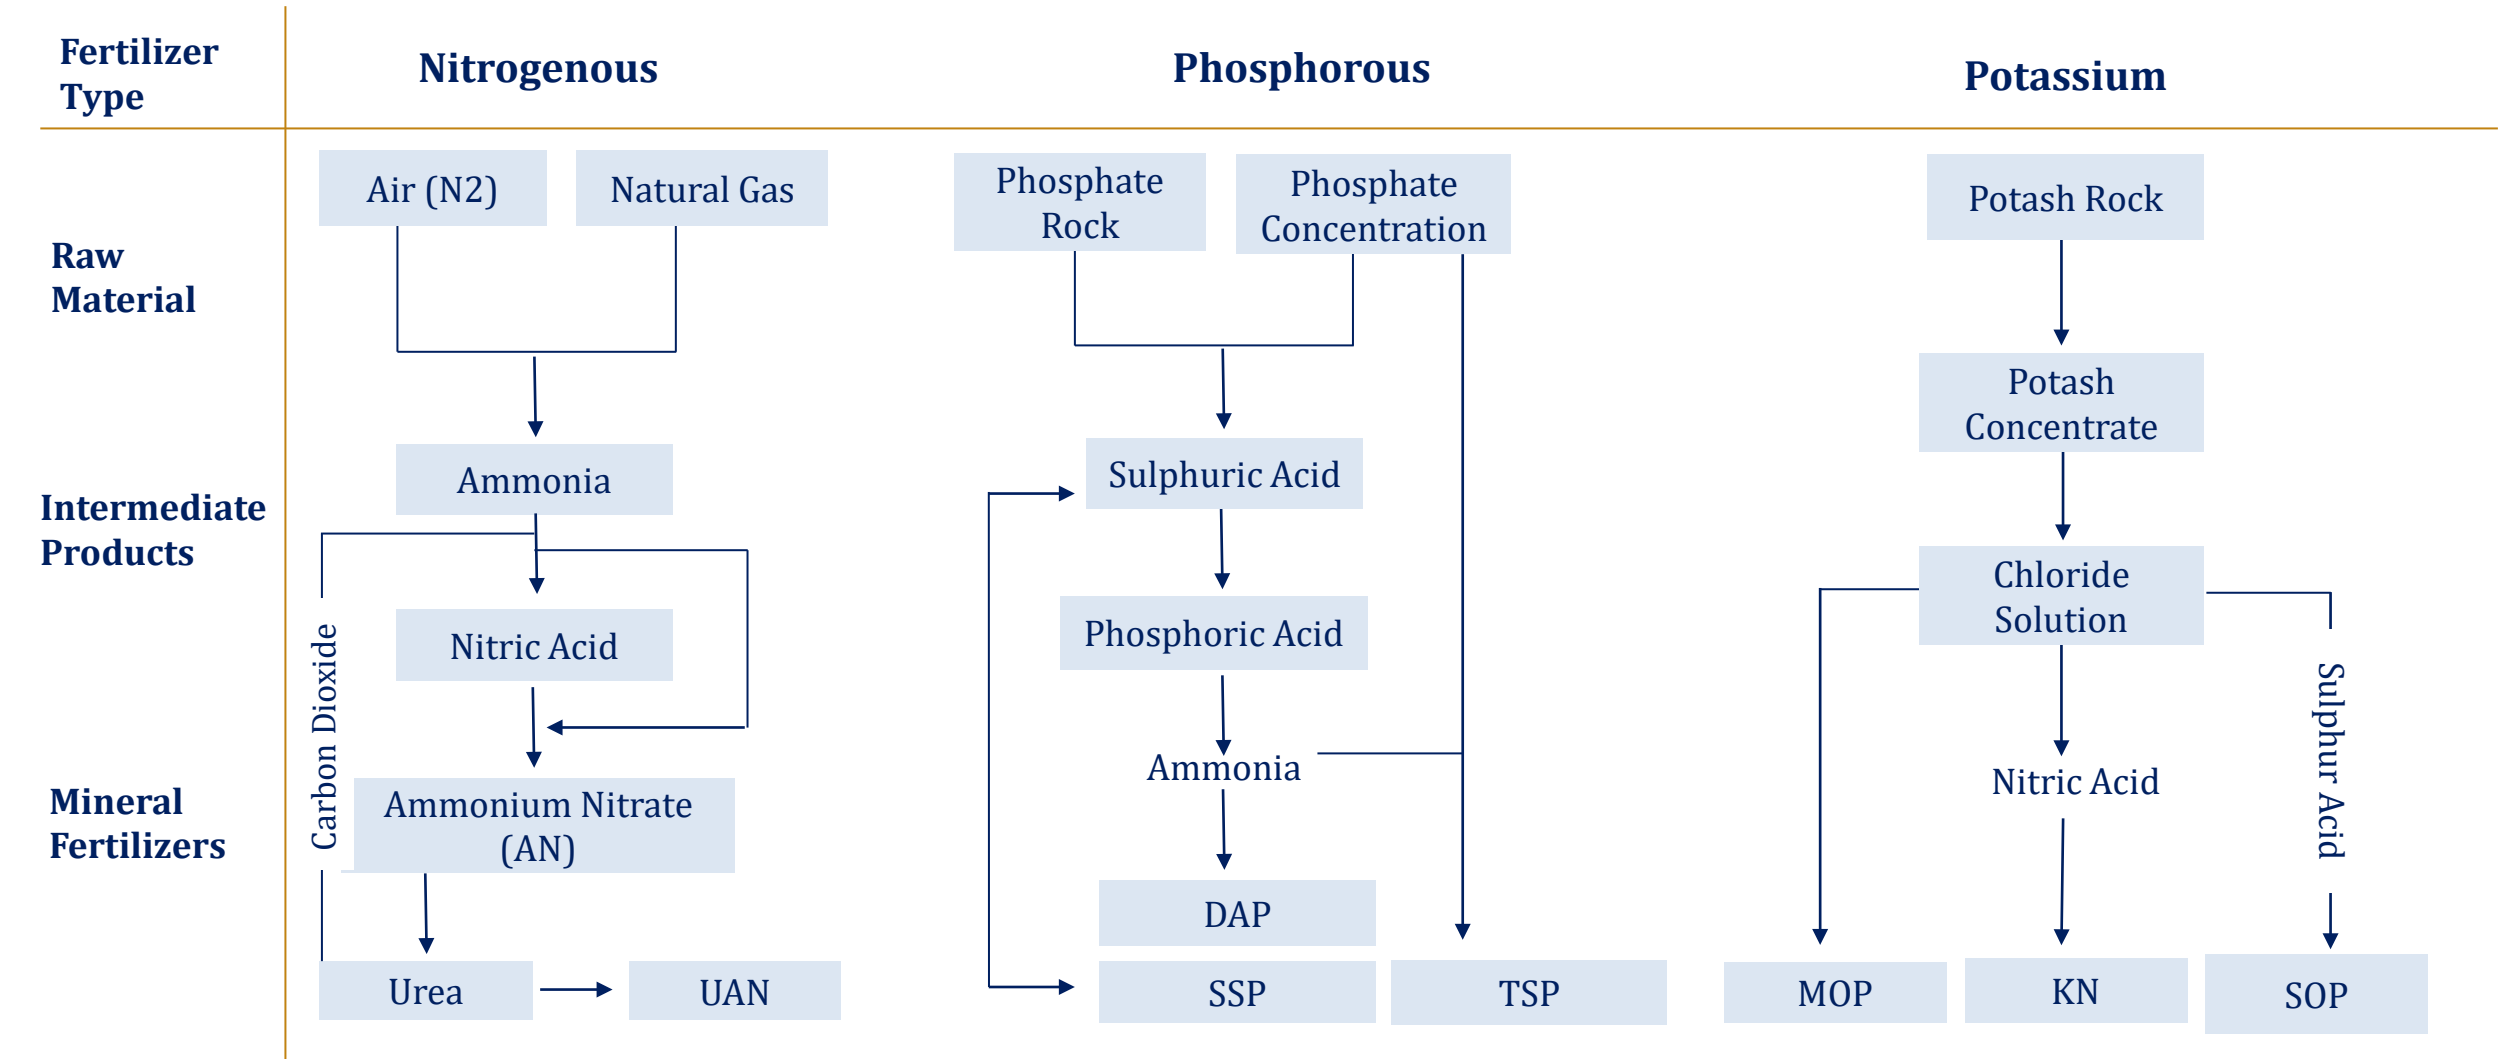 Fertilizer
Type
Nitrogenous
Phosphorous
Potassium
Raw
Material
Air (N2)
Natural Gas
Phosphate
Rock
Phosphate
Concentration
Potash Rock
Potash
Concentrate
Intermediate
Products
Ammonia
Nitric Acid
Carbon Dioxide
Sulphuric Acid
Phosphoric Acid
Ammonia
Chloride
Solution
Nitric Acid
Sulphur Acid
Mineral
Fertilizers
Ammonium Nitrate
(AN)
Urea
UAN
DAP
SSP
TSP
MOP
KN
SOP